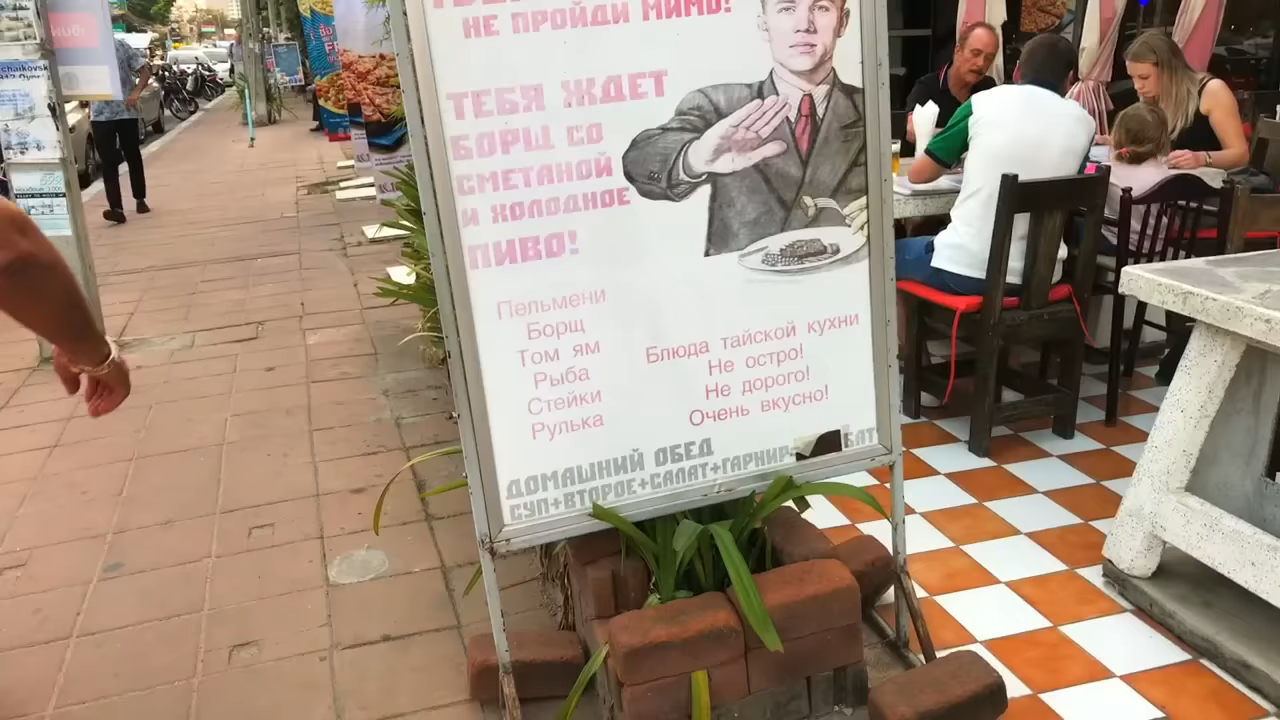 НЕ ПРОЙДИ МИМО!
ТЕБЯ ЖДЕТ
БОРЩ СО
СМЕТАНОЙ
И ХОЛОДНОЕ
ПИВО!
Пельмени
Борщ
Том ям
Рыба
Стейки
Рулька
Блюда тайской кухни
Не остро!
Не дорого!
Очень вкусно!
ДОМАШНИЙ ОБЕД
СУП+ВТОРОЕ+САЛАТ+ГАРНИР
chaikovsk